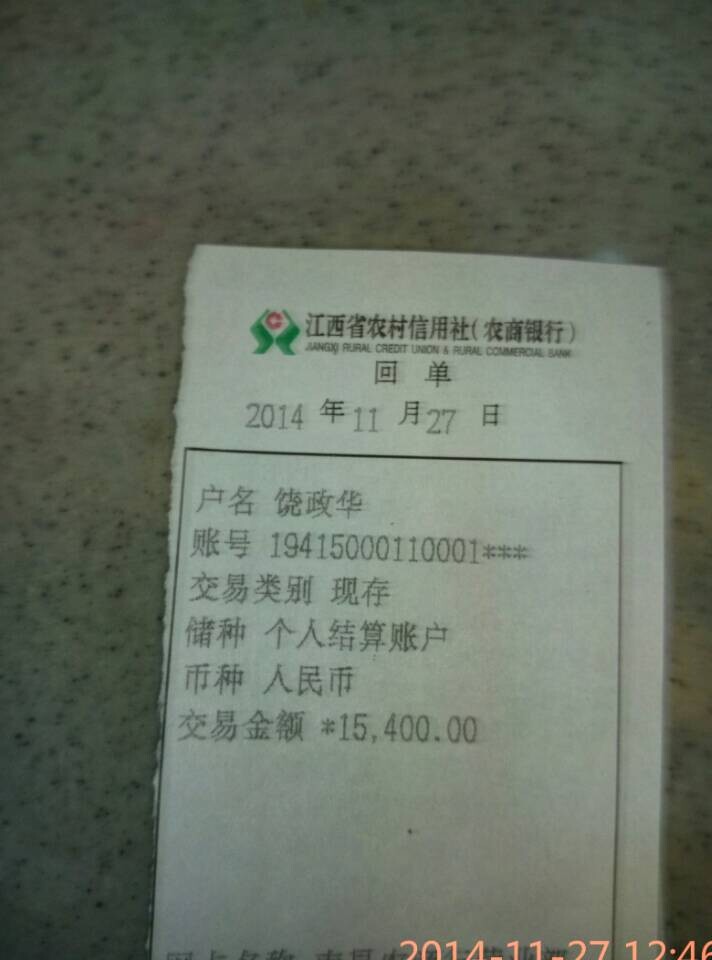 江西省农村信用社(农商银行)
JIANGXI RURAL CREDIT UNION & RURAL COMMERCIAL BANK
回 单
2014 年 11 月 27 日
户名 饶政华
账号 19415000110001***
交易类别 现存
储种 个人结算账户
币种 人民币
交易金额 *15,400.00
2014-11-27 12:46